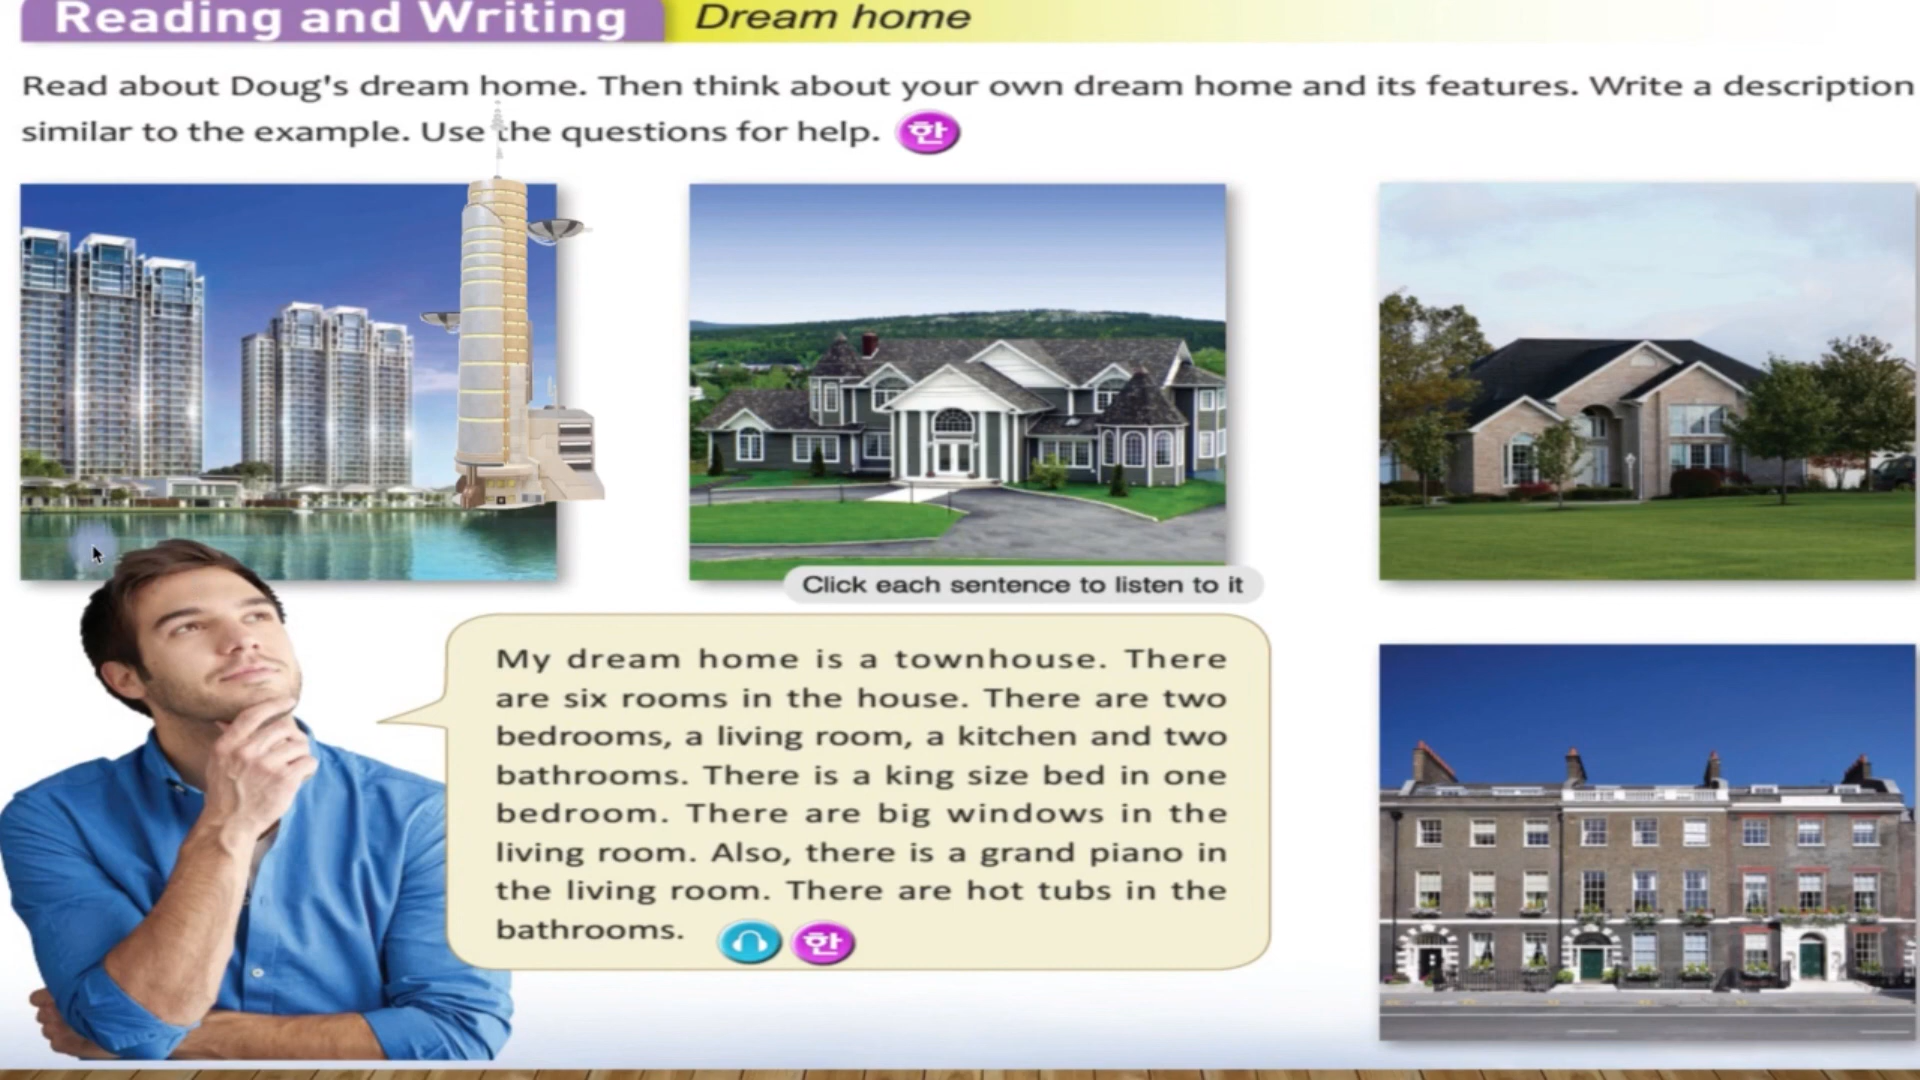 Reading and Writing
Dream home
Read about Doug's dream home. Then think about your own dream home and its features. Write a description
similar to the example. Use the questions for help. 한
Click each sentence to listen to it
My dream home is a townhouse. There
are six rooms in the house. There are two
bedrooms, a living room, a kitchen and two
bathrooms. There is a king size bed in one
bedroom. There are big windows in the
living room. Also, there is a grand piano in
the living room. There are hot tubs in the
bathrooms. 한